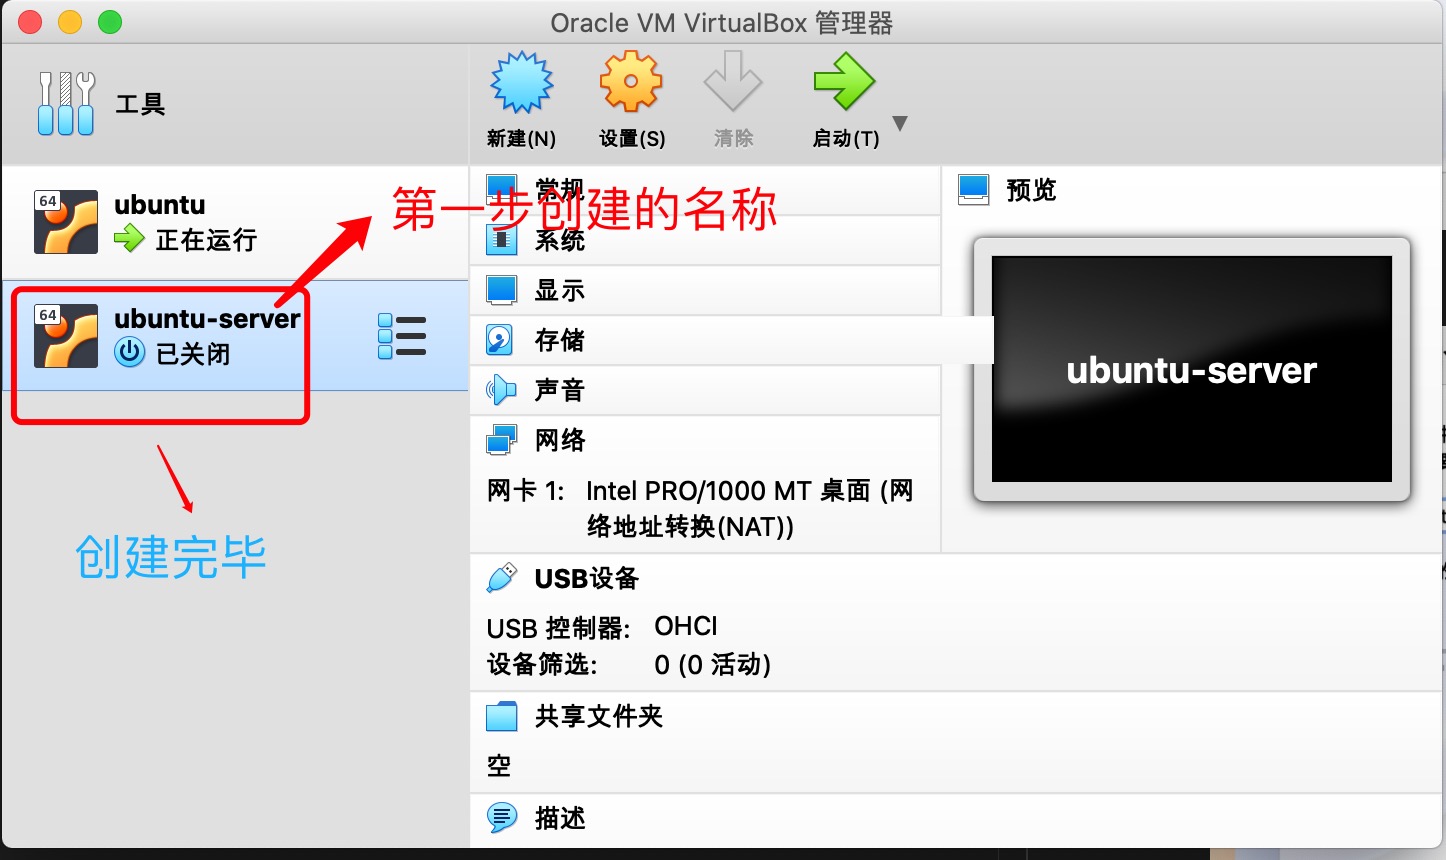 Oracle VM VirtualBox 管理器
工具
新建(N)
设置(S)
清除
启动(T)
64
ubuntu
正在运行
64
ubuntu-server
已关闭
第一步创建的名称
创建完毕
常规
系统
显示
存储
声音
网络
网卡 1: Intel PRO/1000 MT 桌面 (网
络地址转换(NAT))
预览
ubuntu-server
USB设备
USB 控制器: OHCI
设备筛选: 0 (0 活动)
共享文件夹
空
描述